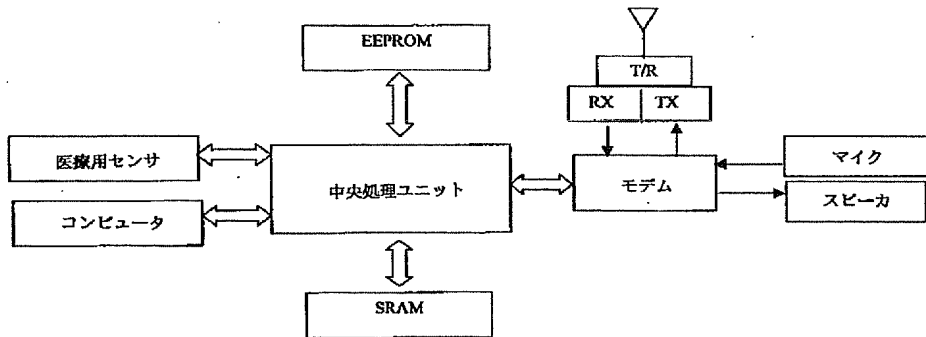 EEPROM
T/R
RX
TX
医療用センサ
中央処理ユニット
モデム
マイク
コンピュータ
スピーカ
SRAM